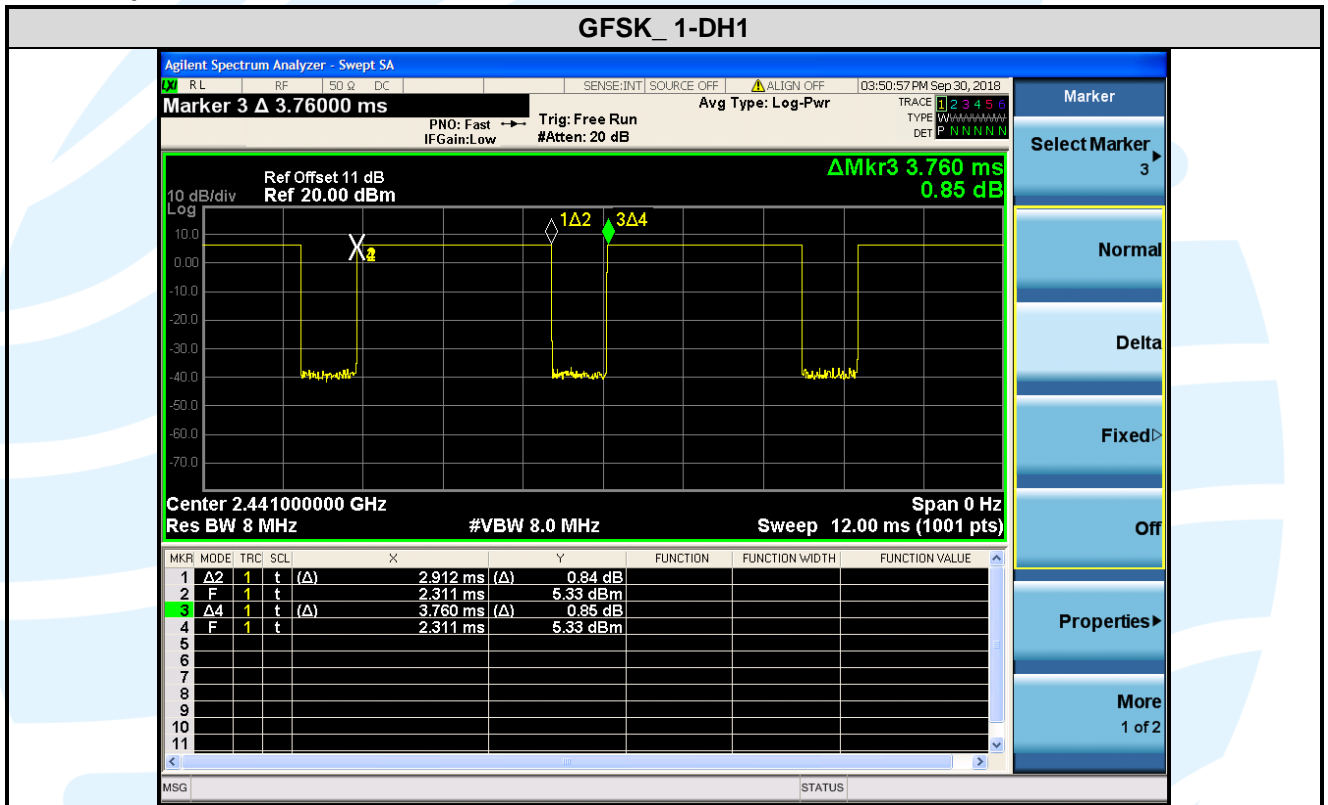 GFSK_ 1-DH1
Agilent Spectrum Analyzer - Swept SA
LXI RL RF 50 Ω DC SENSE:INT SOURCE OFF ⚠ ALIGN OFF 03:50:57 PM Sep 30, 2018
Marker 3 Δ 3.76000 ms
PNO: Fast
IFGain:Low
Trig: Free Run
#Atten: 20 dB
Avg Type: Log-Pwr
TRACE 1 2 3 4 5 6
TYPE WWWWWW
DET P N N N N N
ΔMkr3 3.760 ms
0.85 dB
Ref Offset 11 dB
10 dB/div Ref 20.00 dBm
Log
1Δ2
3Δ4
10.0
0.00
-10.0
-20.0
-30.0
-40.0
-50.0
-60.0
-70.0
Center 2.441000000 GHz Span 0 Hz
Res BW 8 MHz #VBW 8.0 MHz Sweep 12.00 ms (1001 pts)
MKR MODE TRC SCL X Y FUNCTION FUNCTION WIDTH FUNCTION VALUE
1 Δ2 1 t (Δ) 2.912 ms (Δ) 0.84 dB
2 F 1 t 2.311 ms 5.33 dBm
3 Δ4 1 t (Δ) 3.760 ms (Δ) 0.85 dB
4 F 1 t 2.311 ms 5.33 dBm
5
6
7
8
9
10
11
MSG STATUS
Marker
Select Marker
3
Normal
Delta
Fixed
Off
Properties
More
1 of 2